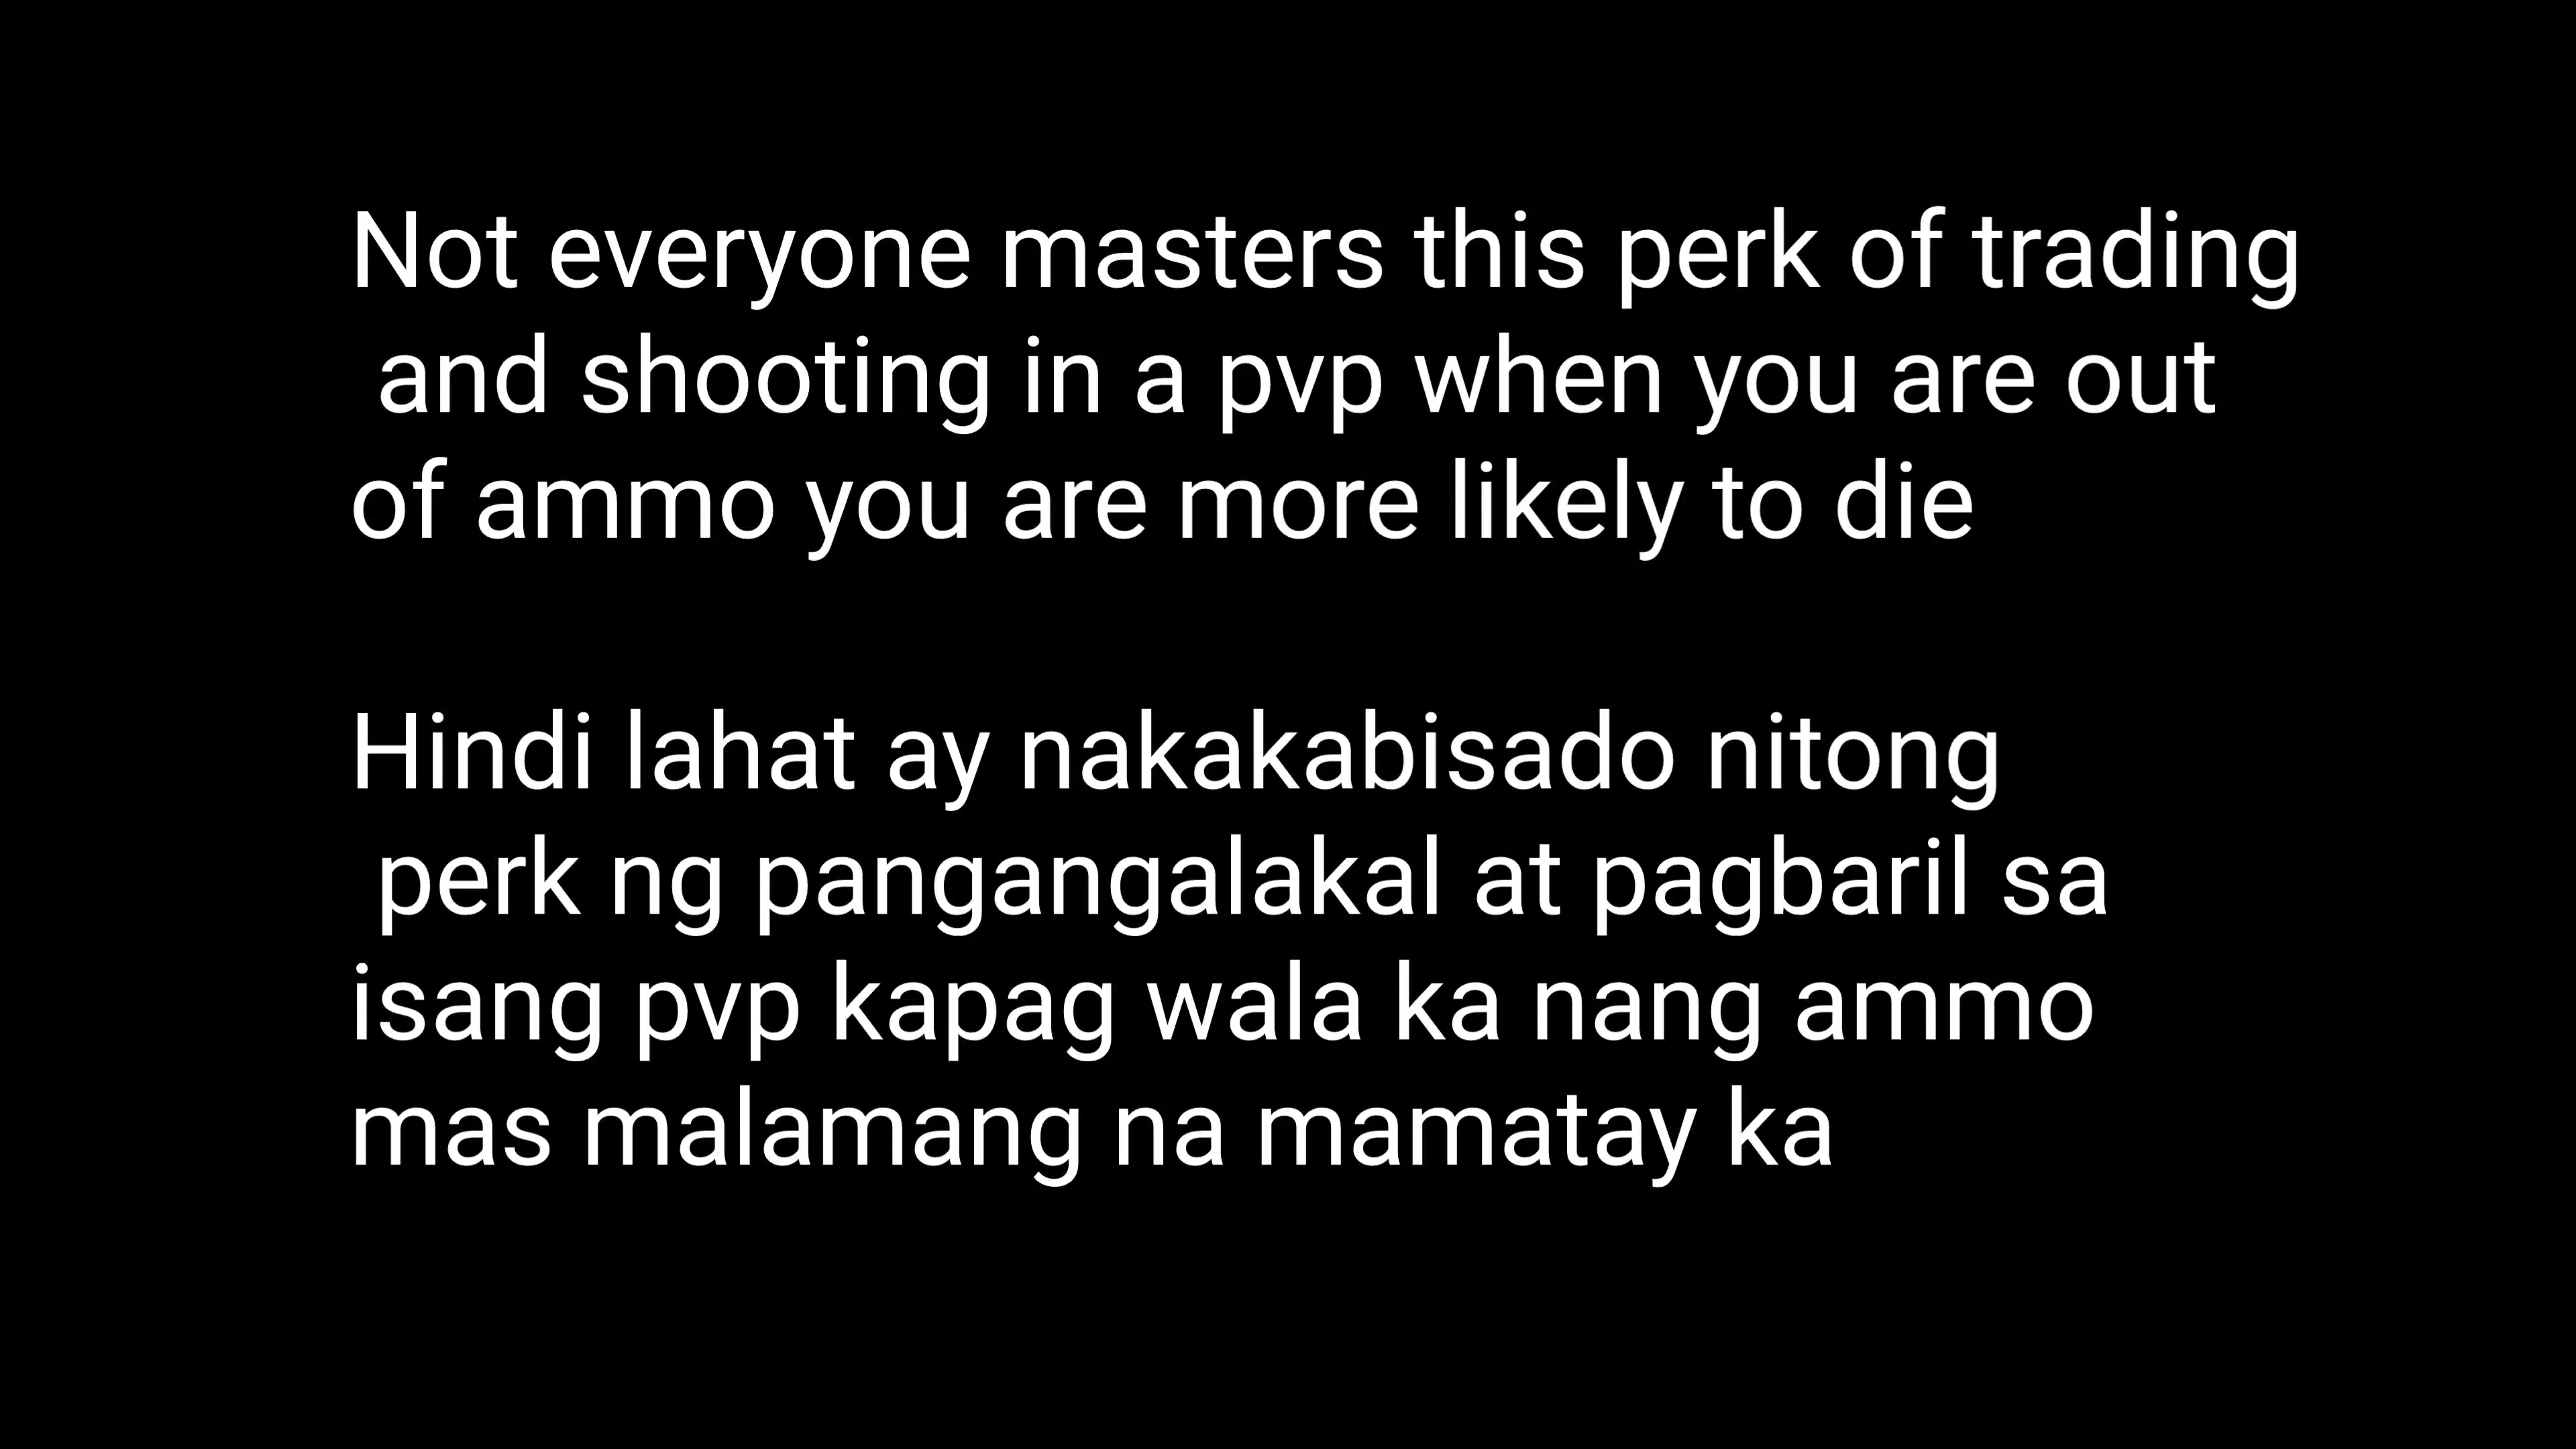 Not everyone masters this perk of trading
and shooting in a pvp when you are out
of ammo you are more likely to die
Hindi lahat ay nakakabisado nitong
perk ng pangangalakal at pagbaril sa
isang pvp kapag wala ka nang ammo
mas malamang na mamatay ka